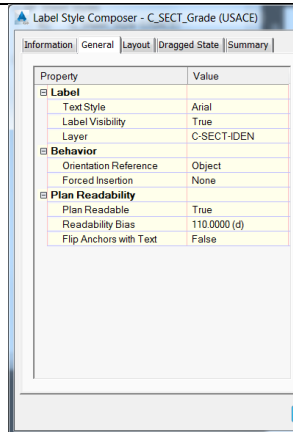 Label Style Composer - C_SECT_Grade (USACE)
Information General Layout Dragged State Summary
Property Value
Label
Text Style Arial
Label Visibility True
Layer C-SECT-IDEN
Behavior
Orientation Reference Object
Forced Insertion None
Plan Readability
Plan Readable True
Readability Bias 110.0000 (d)
Flip Anchors with Text False